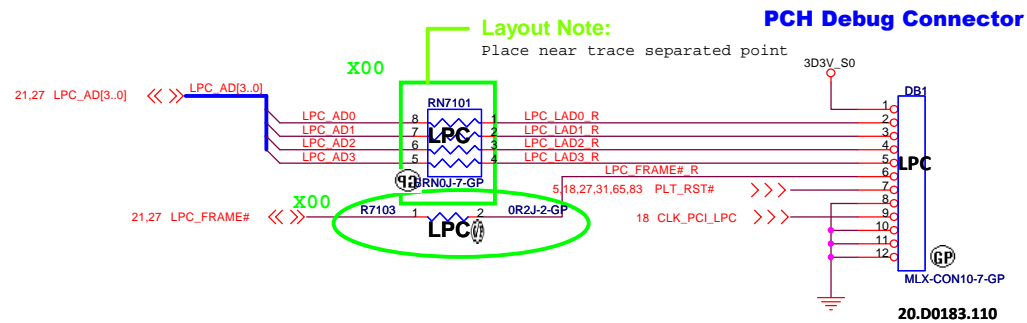 PCH Debug Connector
Layout Note:
Place near trace separated point
X00
3D3V_S0
21,27 LPC_AD[3..0]
LPC_AD[3..0]
RN7101
DB1
LPC_AD0 8 1 LPC_LAD0_R
LPC_AD1 7 2 LPC_LAD1_R
LPC_AD2 6 3 LPC_LAD2_R
LPC_AD3 5 4 LPC_LAD3_R
LPC
1
2
3
4
5
6
7
8
9
10
11
12
LPC
LPC_FRAME#_R
GP
5,18,27,31,65,83 PLT_RST#
X00
21,27 LPC_FRAME#
R7103
1
2
0R2J-2-GP
LPC
18 CLK_PCI_LPC
GP
MLX-CON10-7-GP
20.D0183.110